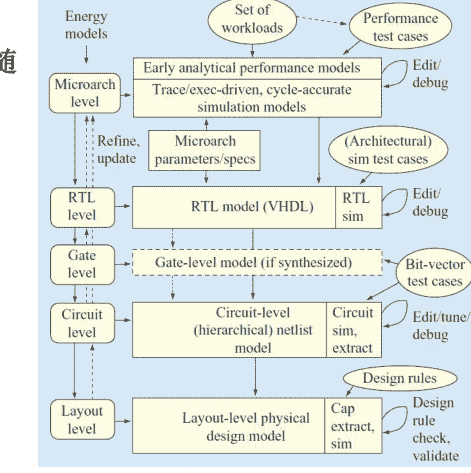 Energy
models
Set of
workloads
Performance
test cases
随
Early analytical performance models
Edit/
debug
Microarch
level
Trace/exec-driven, cycle-accurate
simulation models
Refine,
update
Microarch
parameters/specs
(Architectural)
sim test cases
RTL
level
RTL model (VHDL)
RTL
sim
Edit/
debug
Gate
level
Gate-level model (if synthesized)
Bit-vector
test cases
Circuit
level
Circuit-level
(hierarchical) netlist
model
Circuit
sim,
extract
Edit/tune/
debug
Design rules
Layout
level
Layout-level physical
design model
Cap
extract,
sim
Design
rule
check,
validate